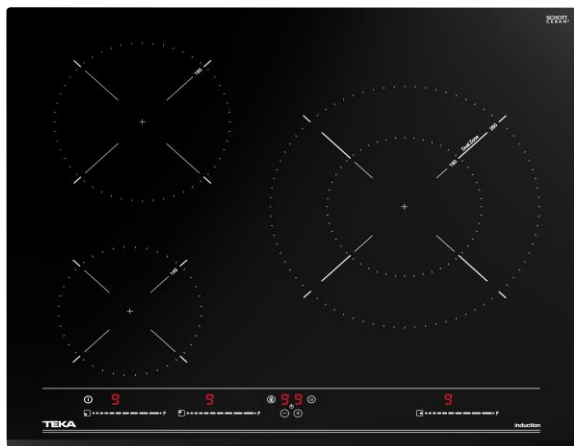 SCHOTT
CERAN®
180
Dual Zone
180 280
145
9 9 9 9 9
P P P
TEKA
induction